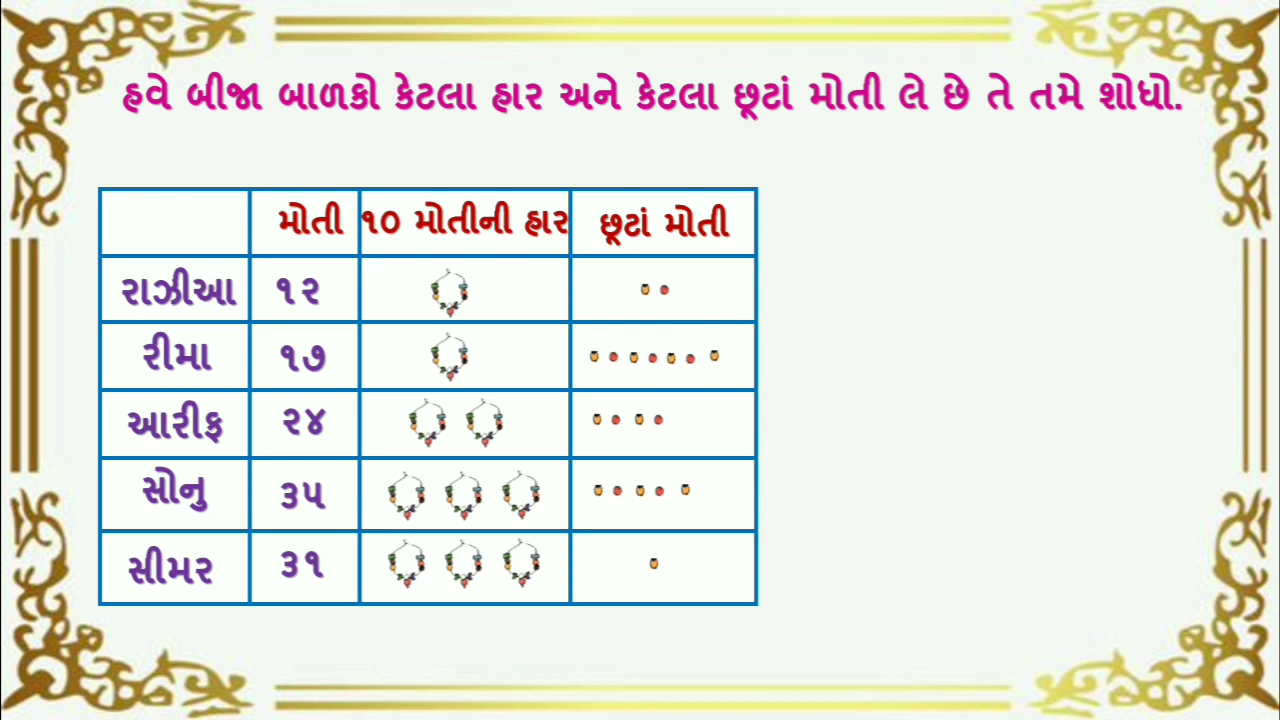 હવે બીજા બાળકો કેટલા હાર અને કેટલા છૂટાં મોતી લે છે તે તમે શોધો.
મોતી ૧૦ મોતીની હાર છૂટાં મોતી
રાઝીઆ ૧૨
રીમા ૧૭
આરીફ ૨૪
સોનુ ૩૫
સીમર ૩૧